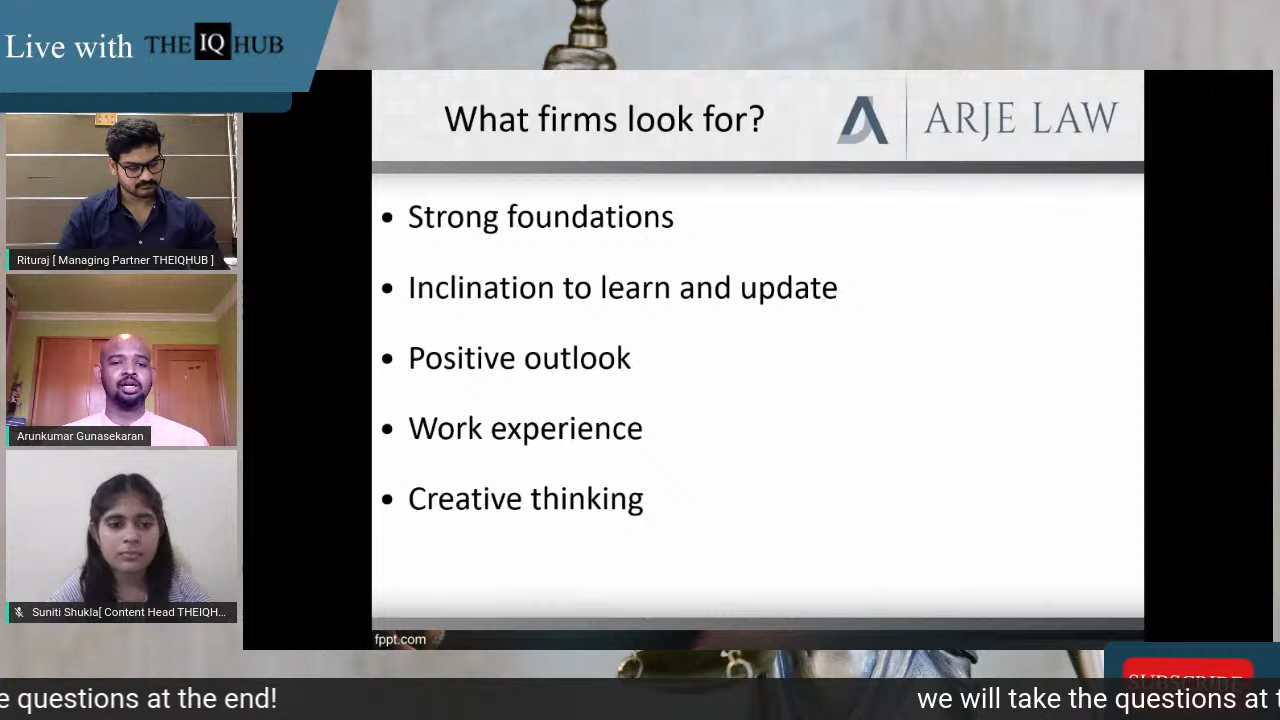 Live with THE IQ HUB
What firms look for?
ARJE LAW
• Strong foundations
• Inclination to learn and update
• Positive outlook
• Work experience
• Creative thinking
fppt.com
Rituraj [ Managing Partner THEIQHUB ]
Arunkumar Gunasekaran
Suniti Shukla[ Content Head THEIQH...
SUBSCRIBE
e questions at the end!
we will take the questions at t